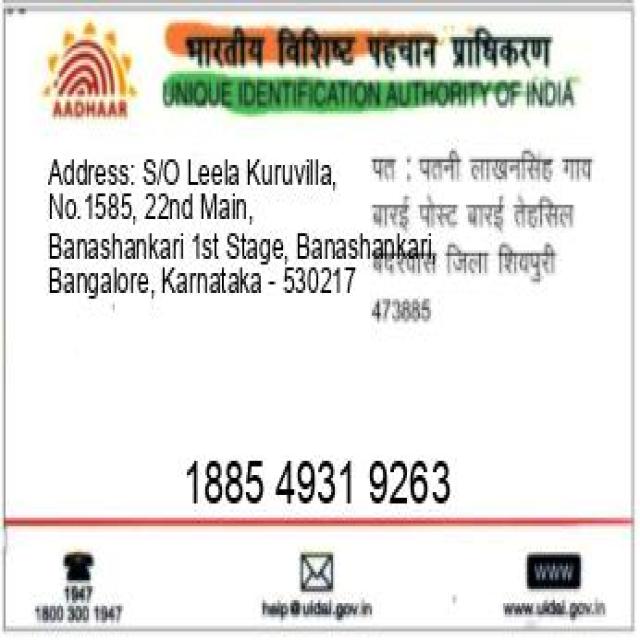 भारतीय विशिष्ट पहचान प्राधिकरण
AADHAAR
UNIQUE IDENTIFICATION AUTHORITY OF INDIA
Address: S/O Leela Kuruvilla,
No.1585, 22nd Main,
Banashankari 1st Stage, Banashankari,
Bangalore, Karnataka - 530217
पत : पतनी लाखनसिंह गाय
बारई पोस्ट बारई तेहसिल
बदरवास जिला शिवपुरी
473885
1885 4931 9263
1947
1800 300 1947
help@uidai.gov.in
WWW
www.uidai.gov.in